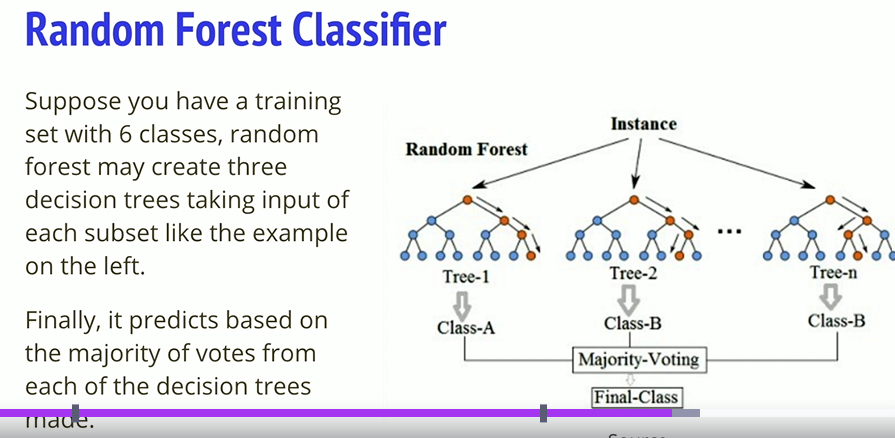 Random Forest Classifier
Suppose you have a training
set with 6 classes, random
forest may create three
decision trees taking input of
each subset like the example
on the left.
Finally, it predicts based on
the majority of votes from
each of the decision trees
made.
Instance
Random Forest
...
Tree-1
Tree-2
Tree-n
Class-A
Class-B
Class-B
Majority-Voting
Final-Class